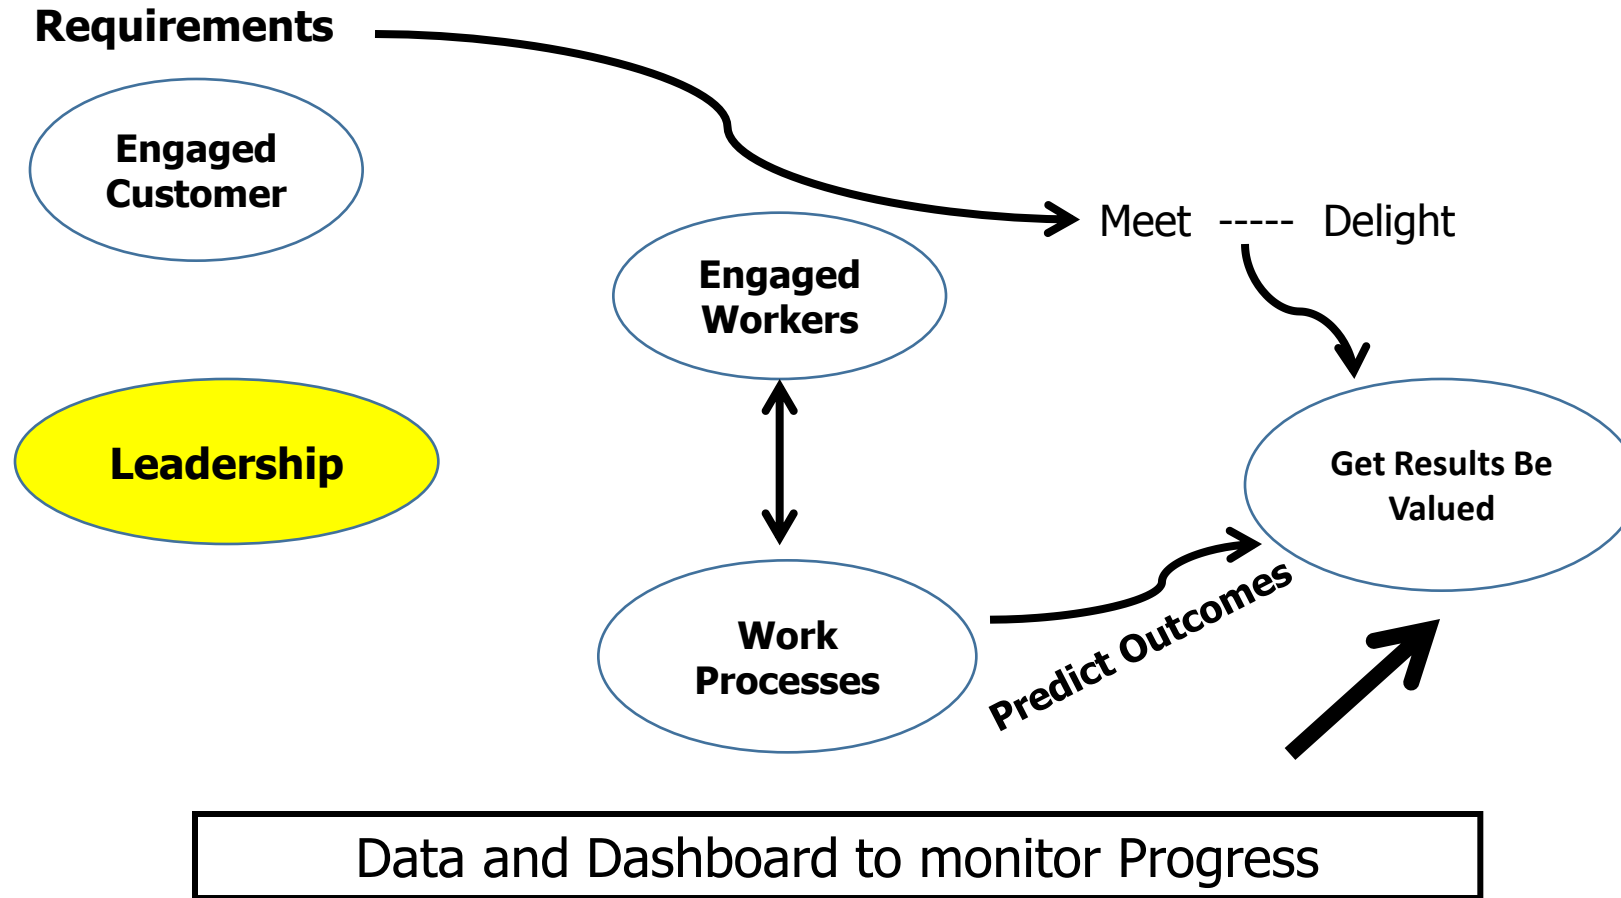 Requirements
Engaged
Customer
Meet ----- Delight
Engaged
Workers
Leadership
Get Results Be
Valued
Work
Processes
Predict Outcomes
Data and Dashboard to monitor Progress